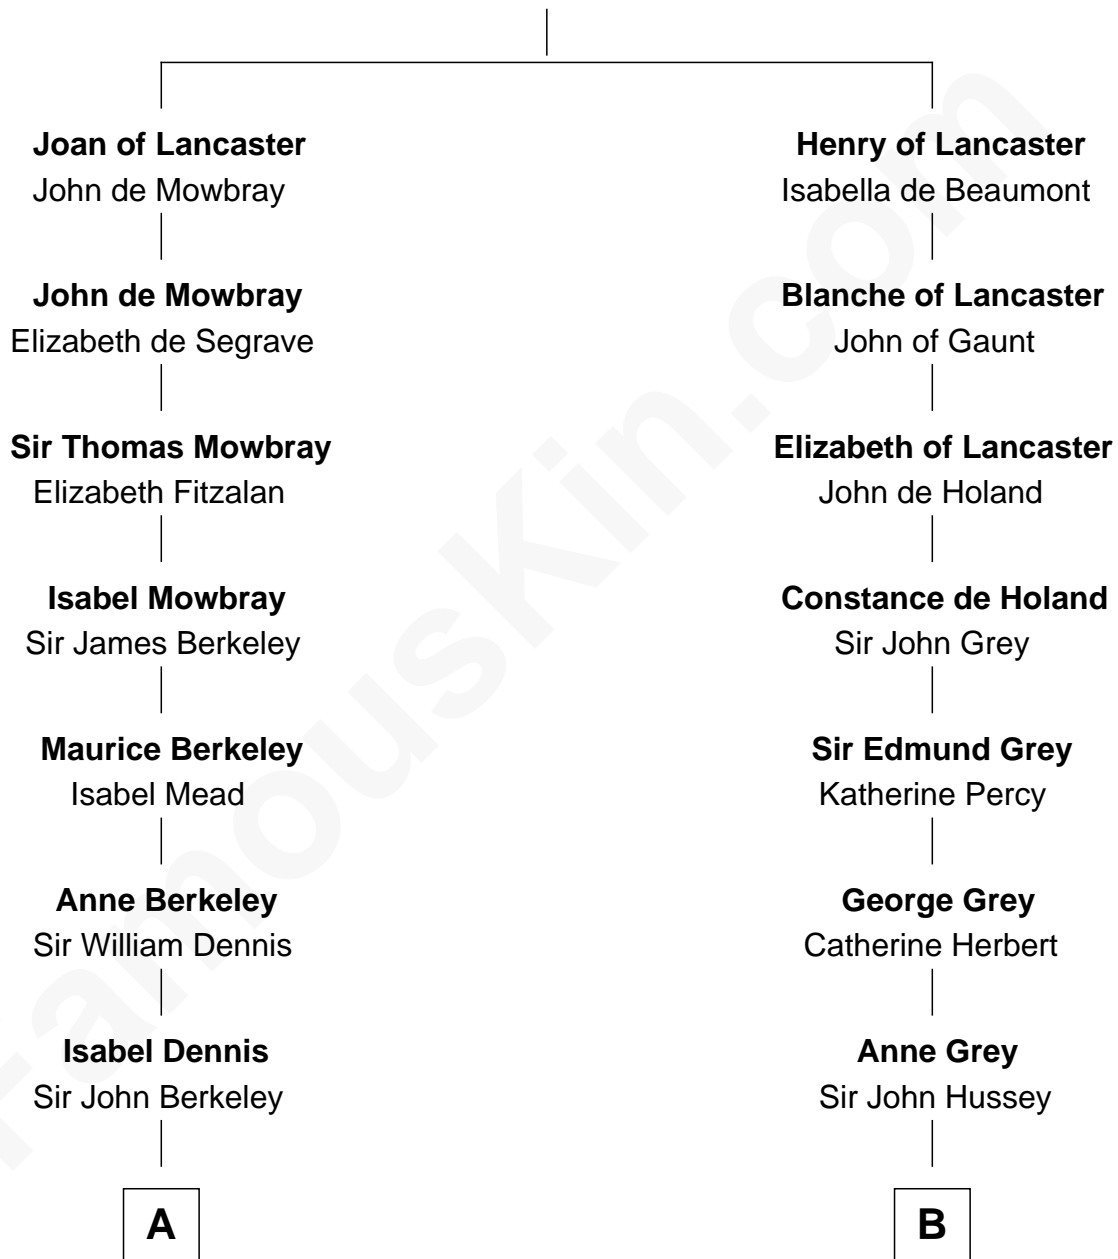 Joan of Lancaster
John de Mowbray
John de Mowbray
Elizabeth de Segrave
Sir Thomas Mowbray
Elizabeth Fitzalan
Isabel Mowbray
Sir James Berkeley
Maurice Berkeley
Isabel Mead
Anne Berkeley
Sir William Dennis
Isabel Dennis
Sir John Berkeley
A
Henry of Lancaster
Isabella de Beaumont
Blanche of Lancaster
John of Gaunt
Elizabeth of Lancaster
John de Holand
Constance de Holand
Sir John Grey
Sir Edmund Grey
Katherine Percy
George Grey
Catherine Herbert
Anne Grey
Sir John Hussey
B
FamousKin.com